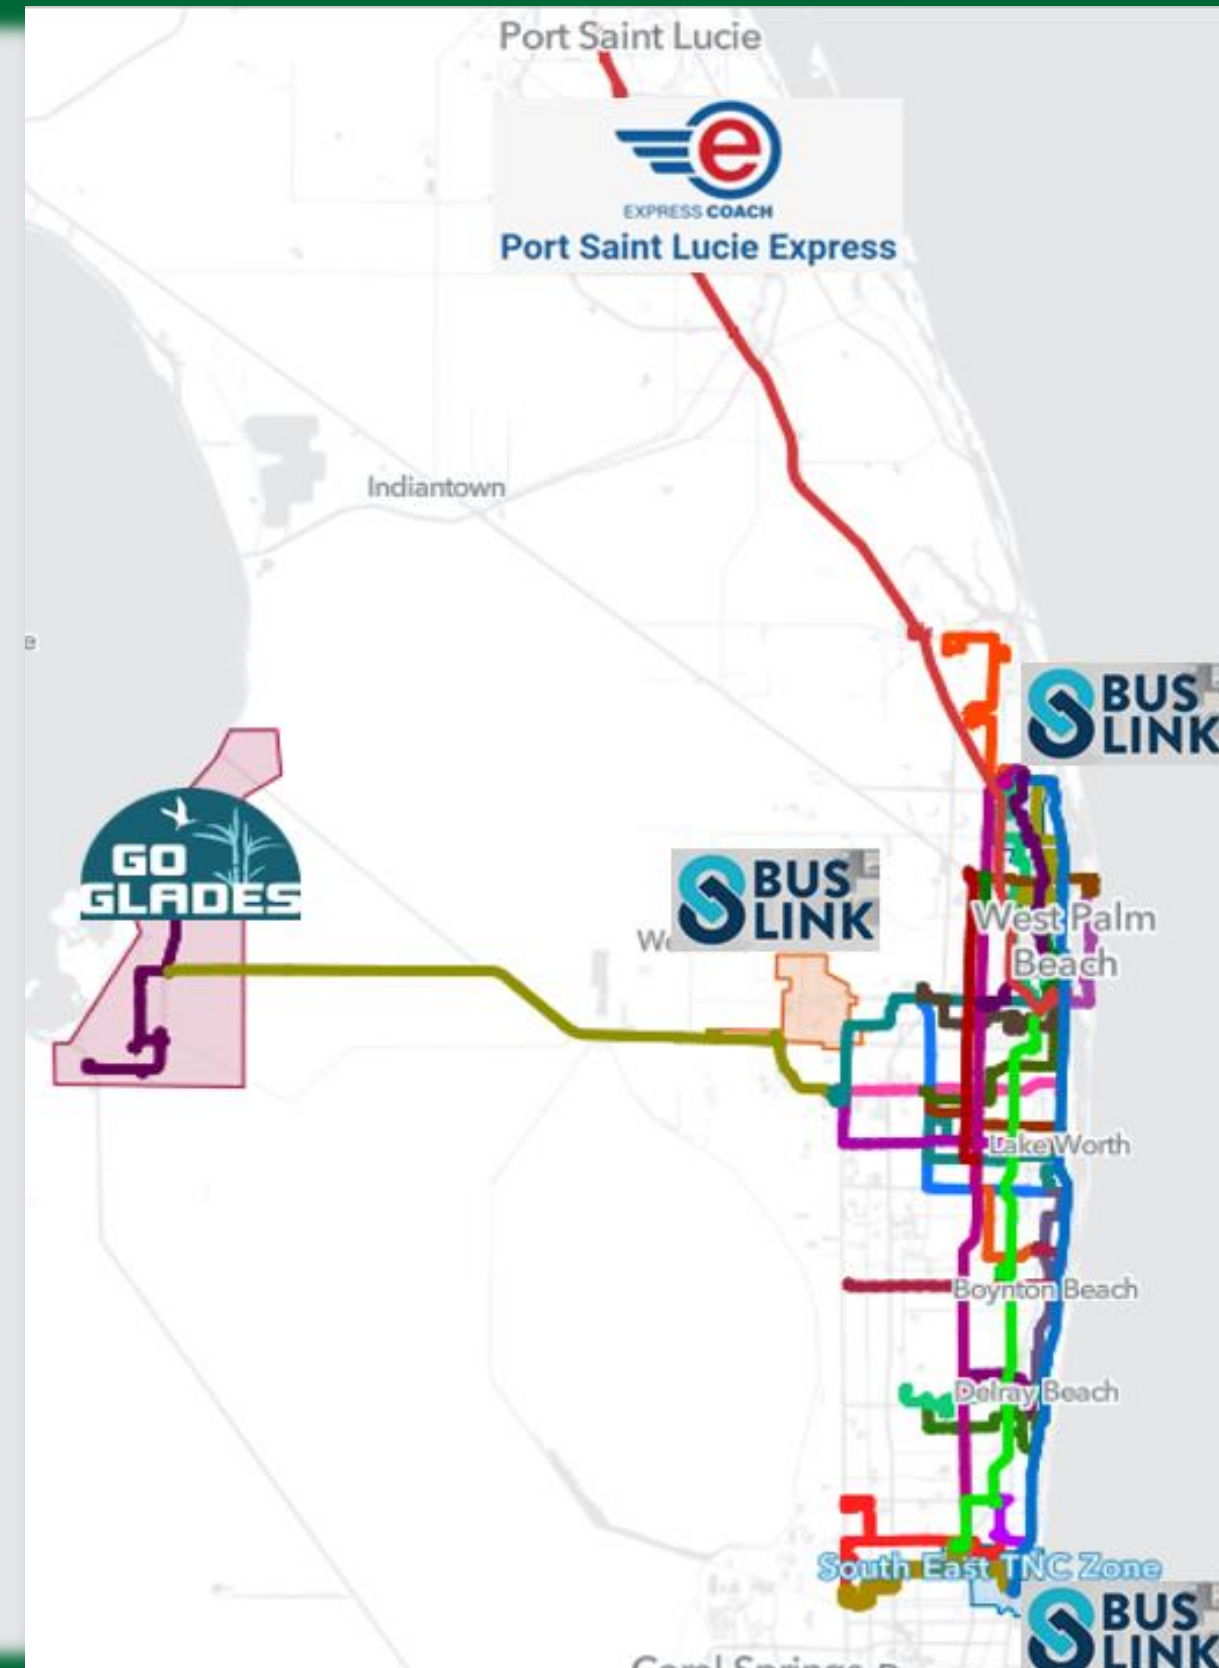 Port Saint Lucie
e
EXPRESS COACH
Port Saint Lucie Express
Indiantown
e
BUS
LINK
GO
GLADES
BUS
LINK
West Palm
Beach
Lake Worth
Boynton Beach
Delray Beach
South East TNC Zone
BUS
LINK